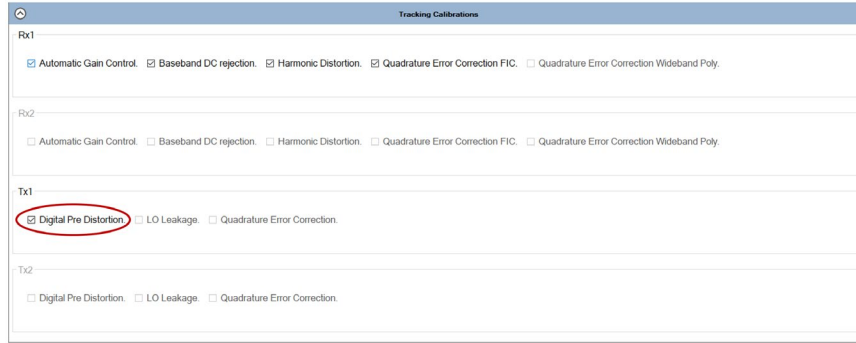 Tracking Calibrations
Rx1
Automatic Gain Control. Baseband DC rejection. Harmonic Distortion. Quadrature Error Correction FIC. Quadrature Error Correction Wideband Poly.
Rx2
Automatic Gain Control. Baseband DC rejection. Harmonic Distortion. Quadrature Error Correction FIC. Quadrature Error Correction Wideband Poly.
Tx1
Digital Pre Distortion. LO Leakage. Quadrature Error Correction.
Tx2
Digital Pre Distortion. LO Leakage. Quadrature Error Correction.